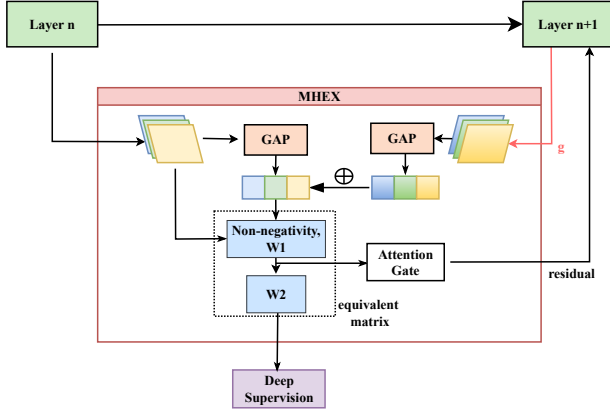 Layer n
Layer n+1
MHEX
GAP
GAP
g
Non-negativity,
W1
Attention
Gate
residual
W2
equivalent
matrix
Deep
Supervision